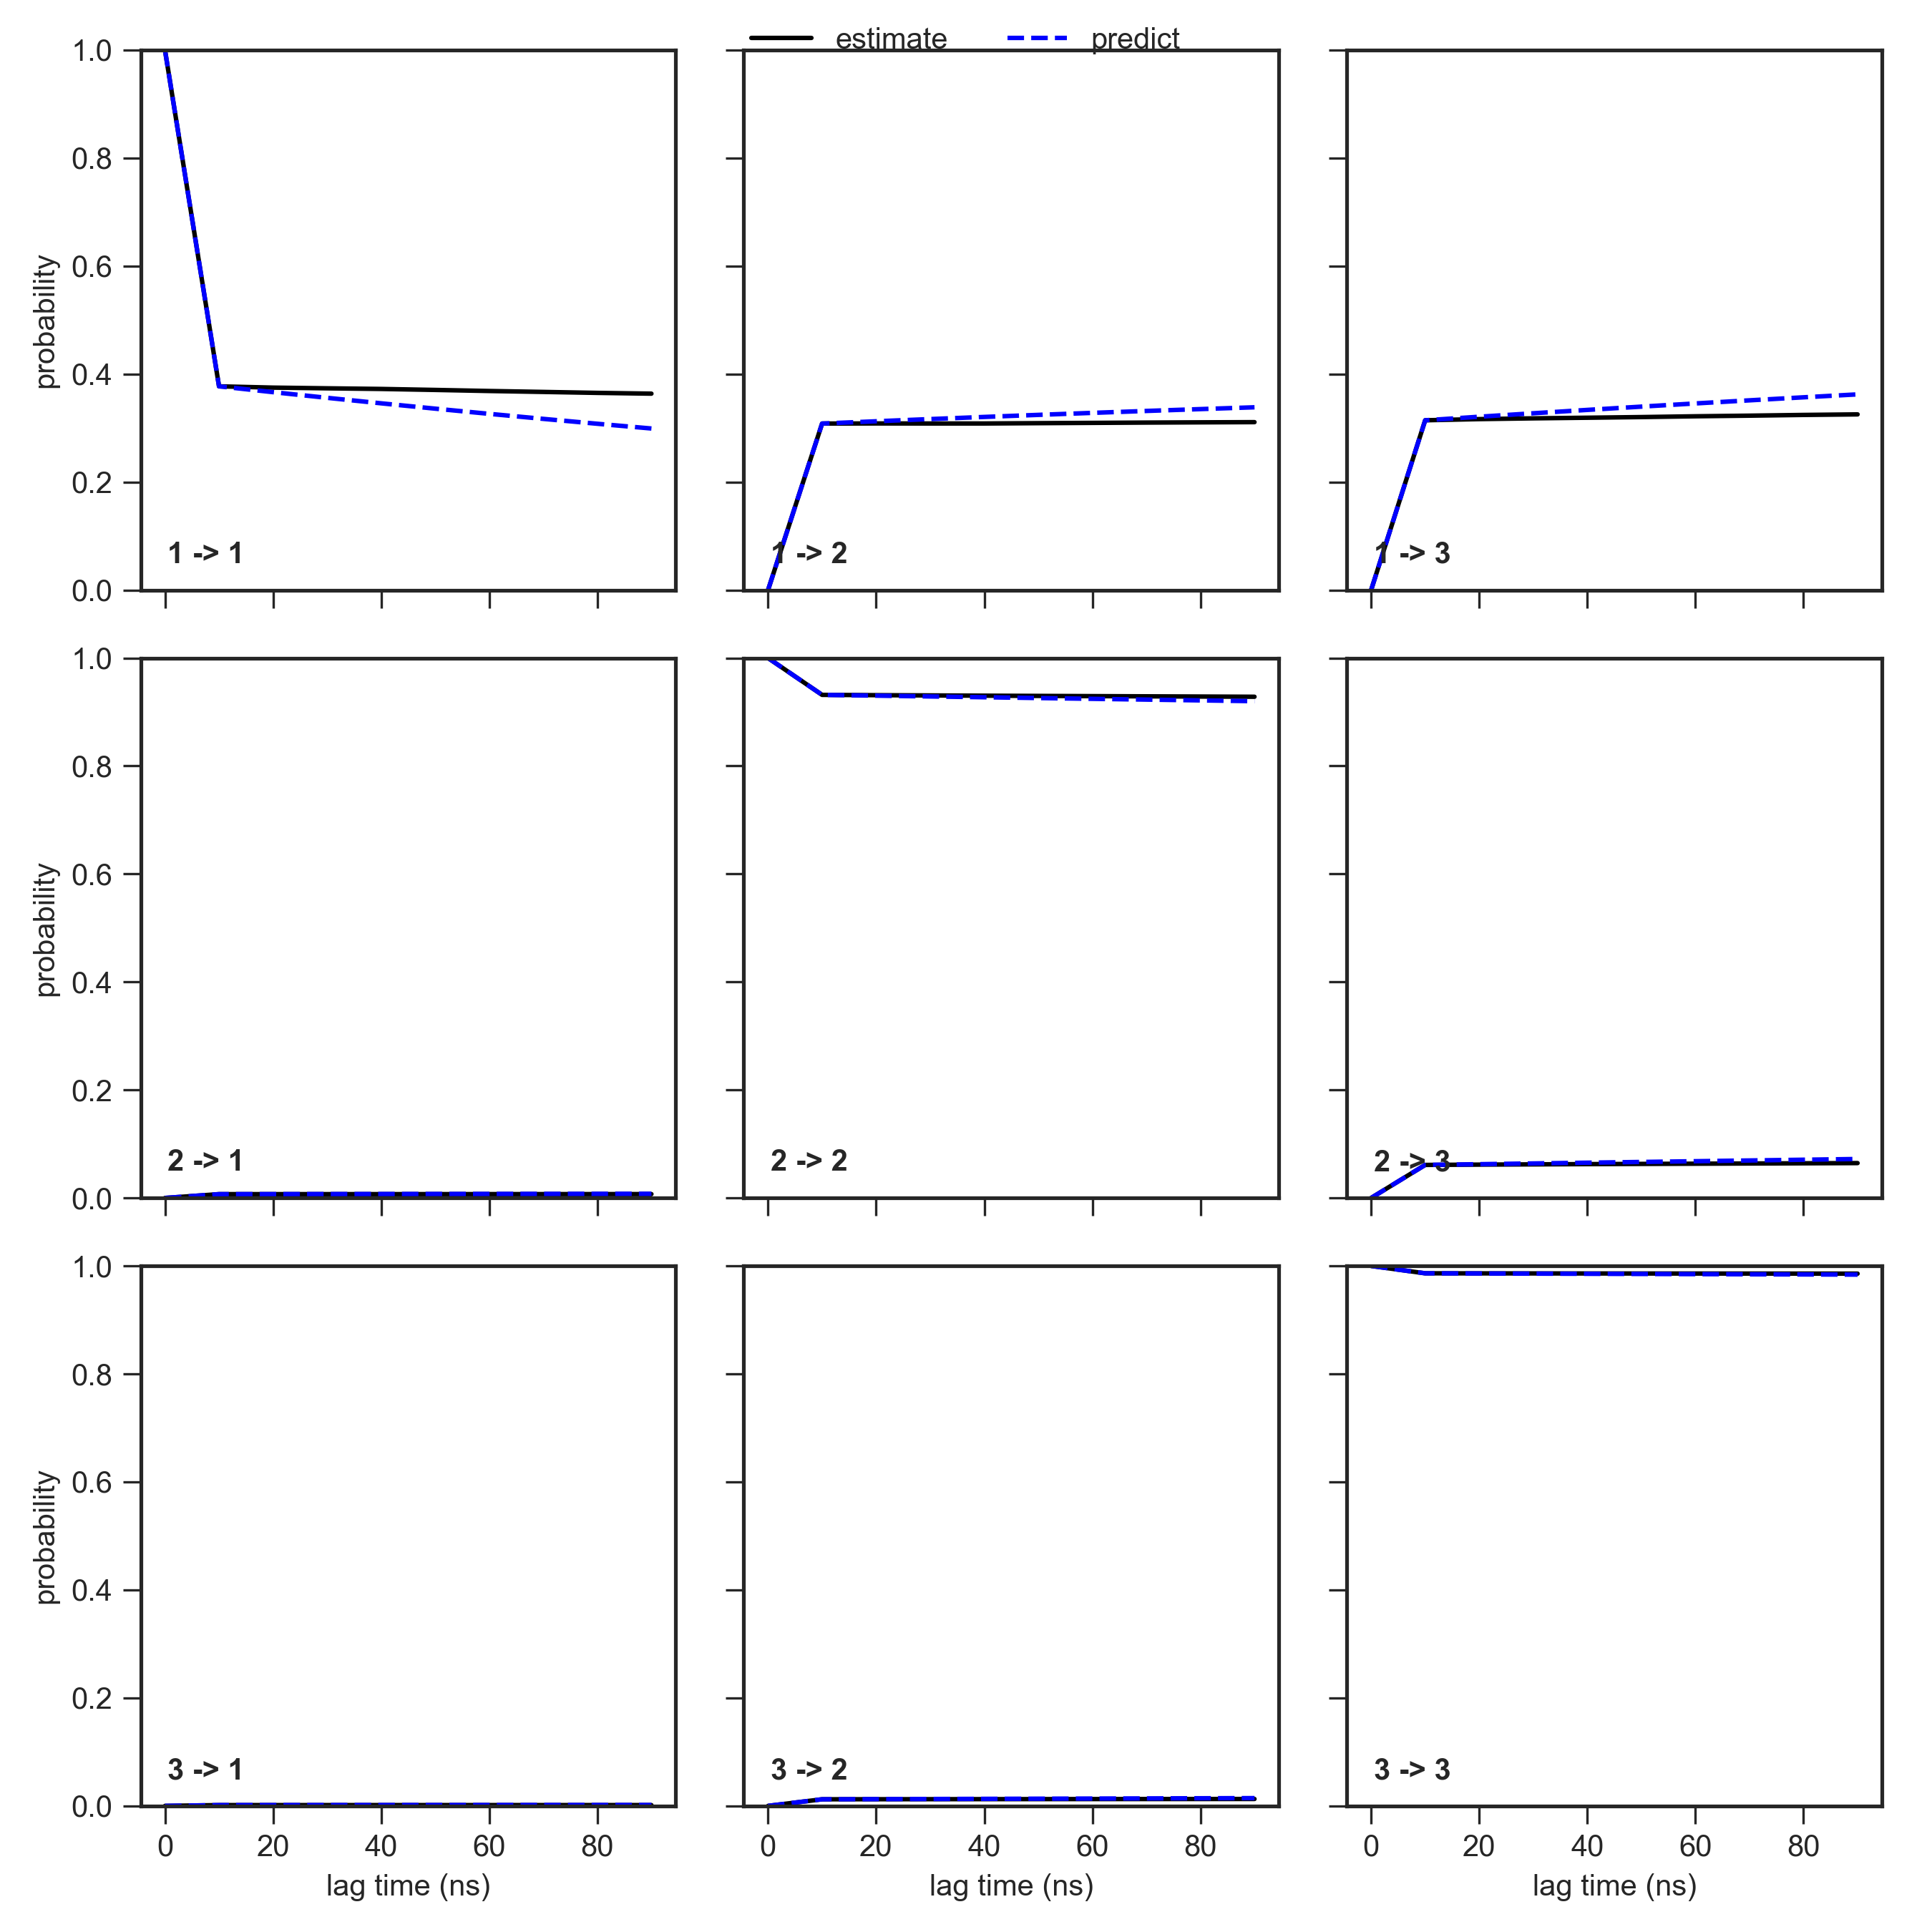 estimate predict
1.0
0.8
0.6
0.4
0.2
0.0
probability
1 -> 1
1 -> 2
1 -> 3
1.0
0.8
0.6
0.4
0.2
0.0
probability
2 -> 1
2 -> 2
2 -> 3
1.0
0.8
0.6
0.4
0.2
0.0
probability
3 -> 1
3 -> 2
3 -> 3
0 20 40 60 80
0 20 40 60 80
0 20 40 60 80
lag time (ns)
lag time (ns)
lag time (ns)